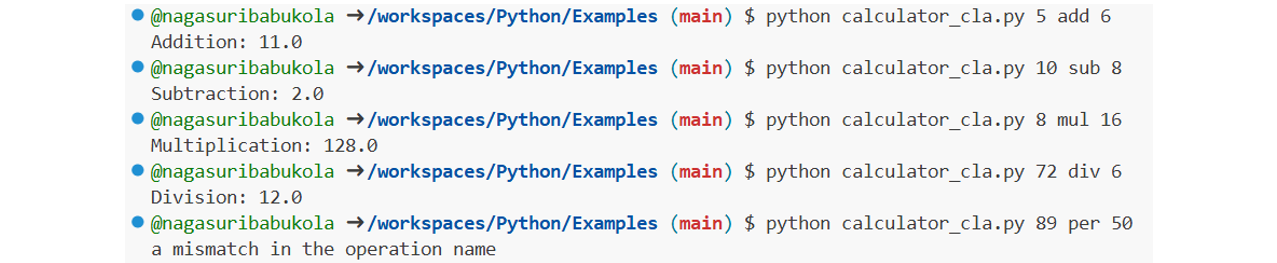 @nagasuribabukola ➜/workspaces/Python/Examples (main) $ python calculator_cla.py 5 add 6
Addition: 11.0
@nagasuribabukola ➜/workspaces/Python/Examples (main) $ python calculator_cla.py 10 sub 8
Subtraction: 2.0
@nagasuribabukola ➜/workspaces/Python/Examples (main) $ python calculator_cla.py 8 mul 16
Multiplication: 128.0
@nagasuribabukola ➜/workspaces/Python/Examples (main) $ python calculator_cla.py 72 div 6
Division: 12.0
@nagasuribabukola ➜/workspaces/Python/Examples (main) $ python calculator_cla.py 89 per 50
a mismatch in the operation name